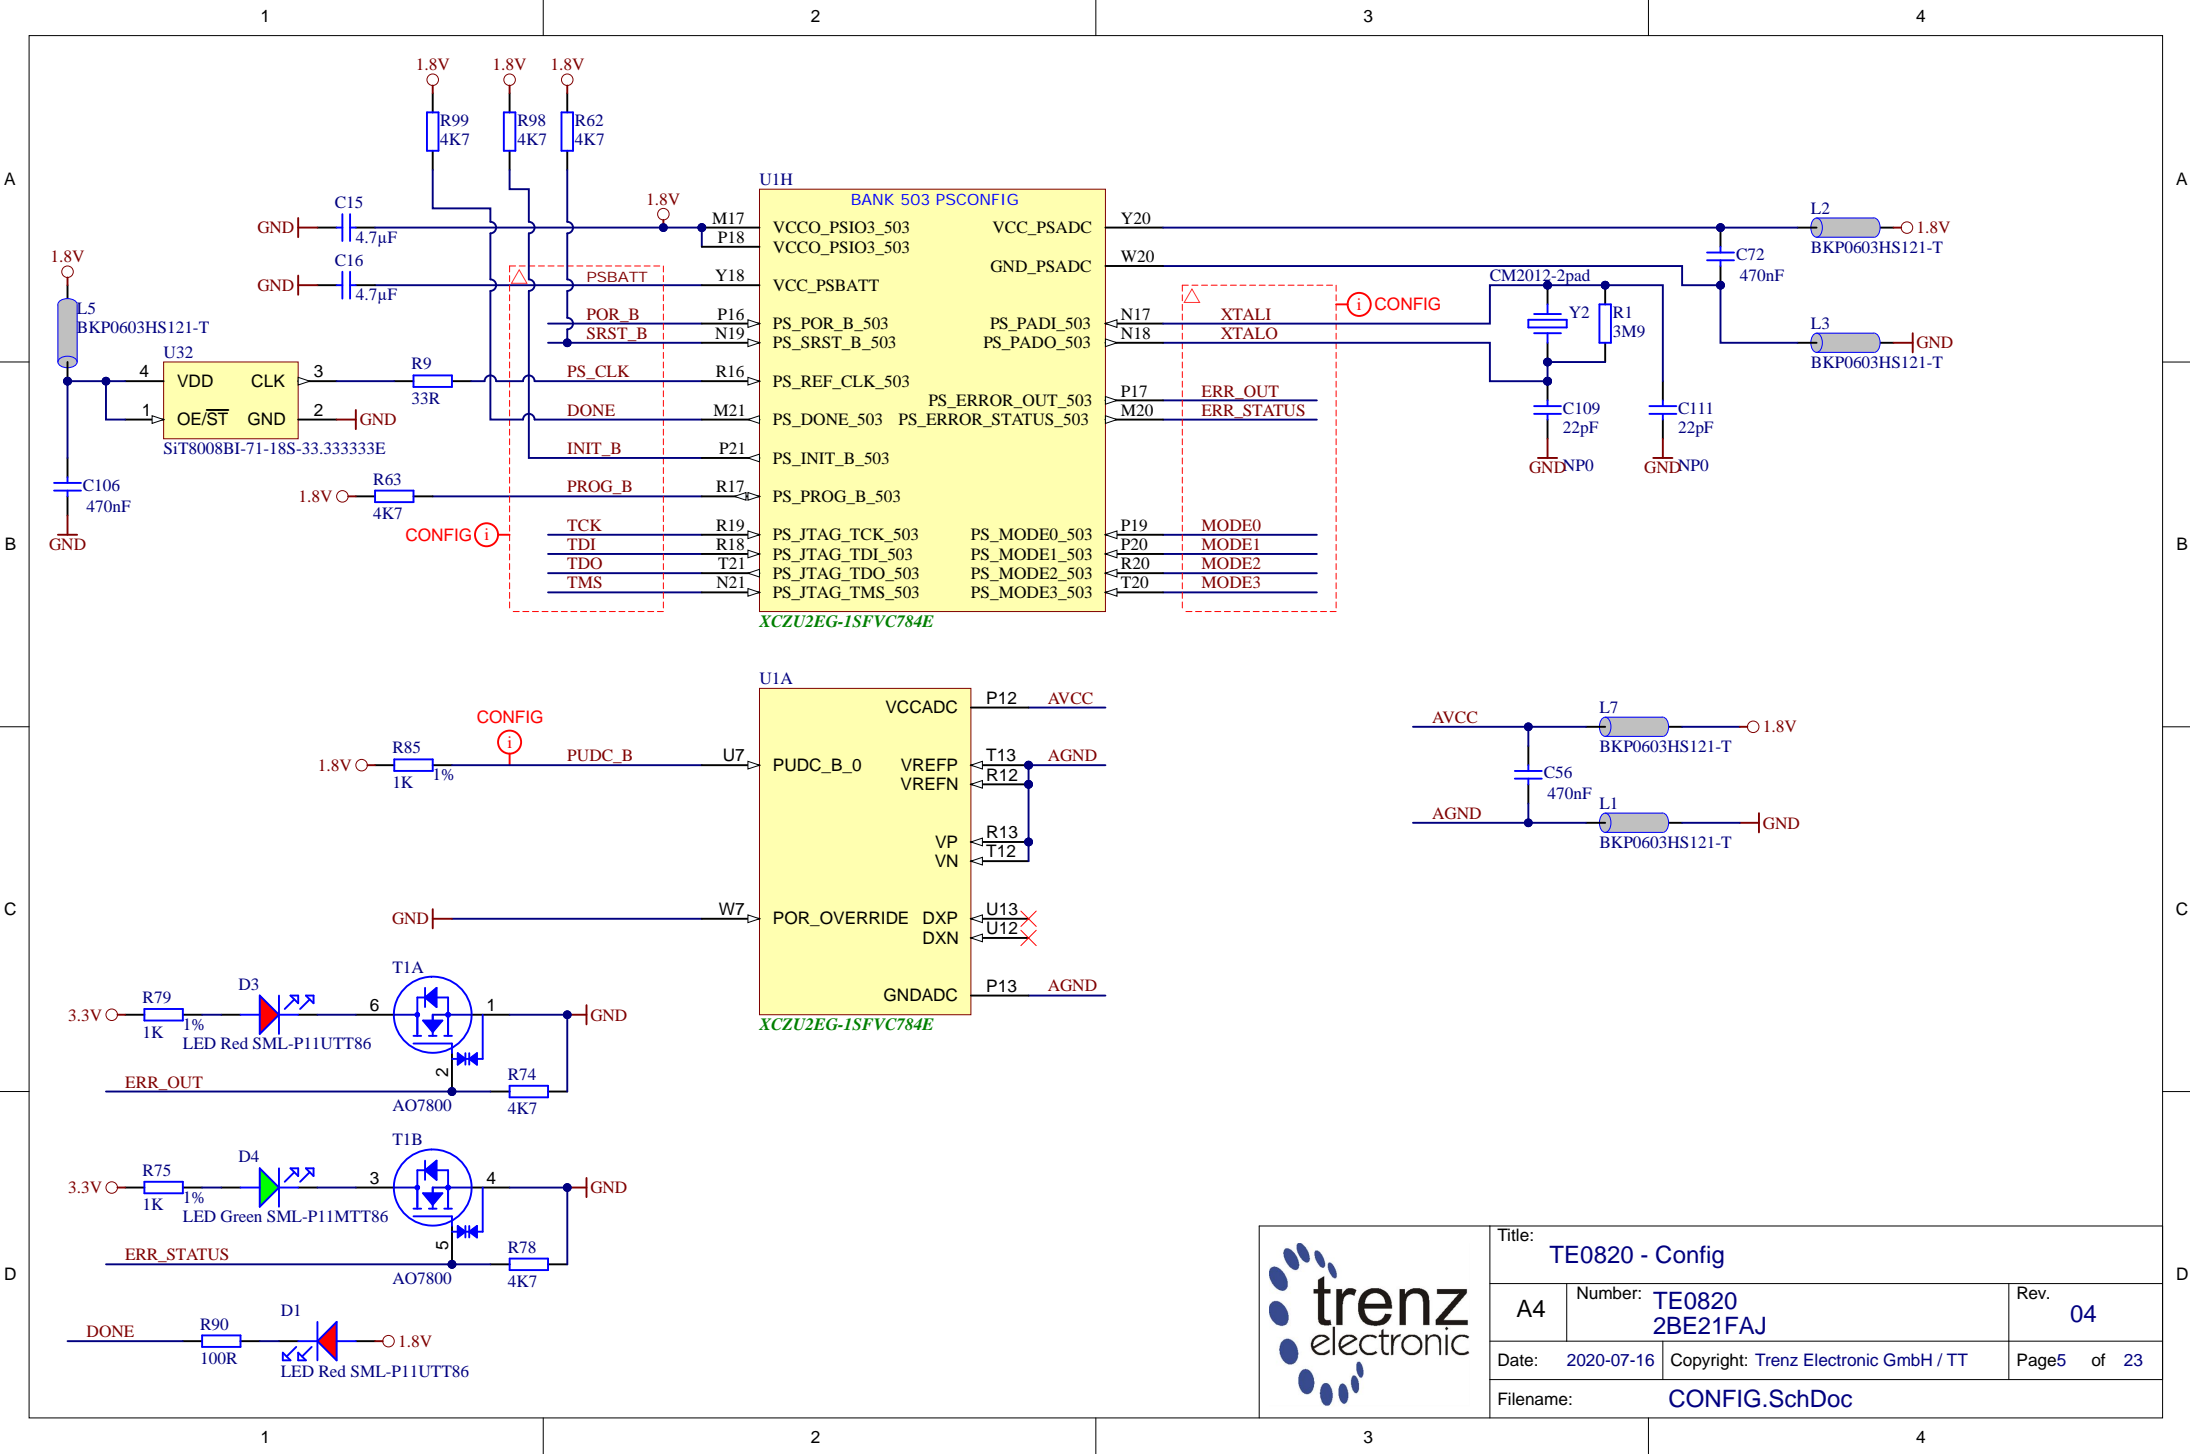 1 2 3 4
A A
B B
C C
D D
1 2 3 4
1.8V 1.8V 1.8V
R99 4K7
R98 4K7
R62 4K7
C15
GND
4.7µF
1.8V
C16
GND
4.7µF
1.8V
L5
BKP0603HS121-T
U32
4 VDD CLK 3
1 OE/ST GND 2 GND
SiT8008BI-71-18S-33.333333E
C106
470nF
GND
R9
33R
1.8V R63
4K7
CONFIG i
PSBATT
POR_B
SRST_B
PS_CLK
DONE
INIT_B
PROG_B
TCK
TDI
TDO
TMS
U1H
BANK 503 PSCONFIG
M17 VCCO_PSIO3_503
P18 VCCO_PSIO3_503
Y18 VCC_PSBATT
P16 PS_POR_B_503
N19 PS_SRST_B_503
R16 PS_REF_CLK_503
M21 PS_DONE_503
P21 PS_INIT_B_503
R17 PS_PROG_B_503
R19 PS_JTAG_TCK_503
R18 PS_JTAG_TDI_503
T21 PS_JTAG_TDO_503
N21 PS_JTAG_TMS_503
VCC_PSADC Y20
GND_PSADC W20
PS_PADI_503 N17 XTALI
PS_PADO_503 N18 XTALO
PS_ERROR_OUT_503 P17 ERR_OUT
PS_ERROR_STATUS_503 M20 ERR_STATUS
PS_MODE0_503 P19 MODE0
PS_MODE1_503 P20 MODE1
PS_MODE2_503 R20 MODE2
PS_MODE3_503 T20 MODE3
XCZU2EG-1SFVC784E
i CONFIG
CM2012-2pad
Y2
R1
3M9
C109
22pF
GND NP0
C111
22pF
GND NP0
L2
1.8V
BKP0603HS121-T
C72
470nF
L3
GND
BKP0603HS121-T
U1A
CONFIG
i
1.8V R85
1K 1%
PUDC_B U7 PUDC_B_0
GND W7 POR_OVERRIDE
VCCADC P12 AVCC
VREFP T13 AGND
VREFN R12
VP R13
VN T12
DXP U13
DXN U12
GNDADC P13 AGND
XCZU2EG-1SFVC784E
AVCC
L7
1.8V
BKP0603HS121-T
C56
470nF
AGND
L1
GND
BKP0603HS121-T
T1A
3.3V R79
1K 1%
D3
LED Red SML-P11UTT86
6 1 GND
2
ERR_OUT
AO7800
R74
4K7
T1B
3.3V R75
1K 1%
D4
LED Green SML-P11MTT86
3 4 GND
5
ERR_STATUS
AO7800
R78
4K7
DONE R90
100R
D1
1.8V
LED Red SML-P11UTT86
trenz
electronic
Title:
TE0820 - Config
A4
Number: TE0820
2BE21FAJ
Rev.
04
Date: 2020-07-16
Copyright: Trenz Electronic GmbH / TT
Page5 of 23
Filename: CONFIG.SchDoc